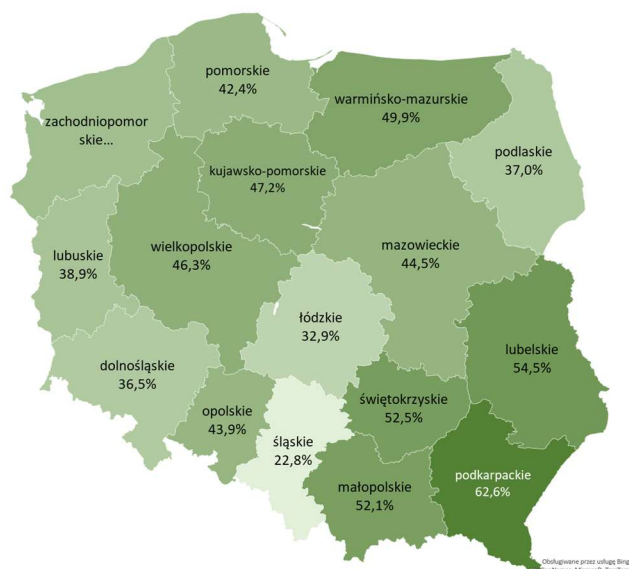 pomorskie
42,4%
warmińsko-mazurskie
49,9%
zachodniopomor
skie...
podlaskie
37,0%
kujawsko-pomorskie
47,2%
wielkopolskie
46,3%
mazowieckie
44,5%
lubuskie
38,9%
łódzkie
32,9%
lubelskie
54,5%
dolnośląskie
36,5%
świętokrzyskie
52,5%
opolskie
43,9%
śląskie
22,8%
podkarpackie
62,6%
małopolskie
52,1%
Obsługiwane przez usługę Bing